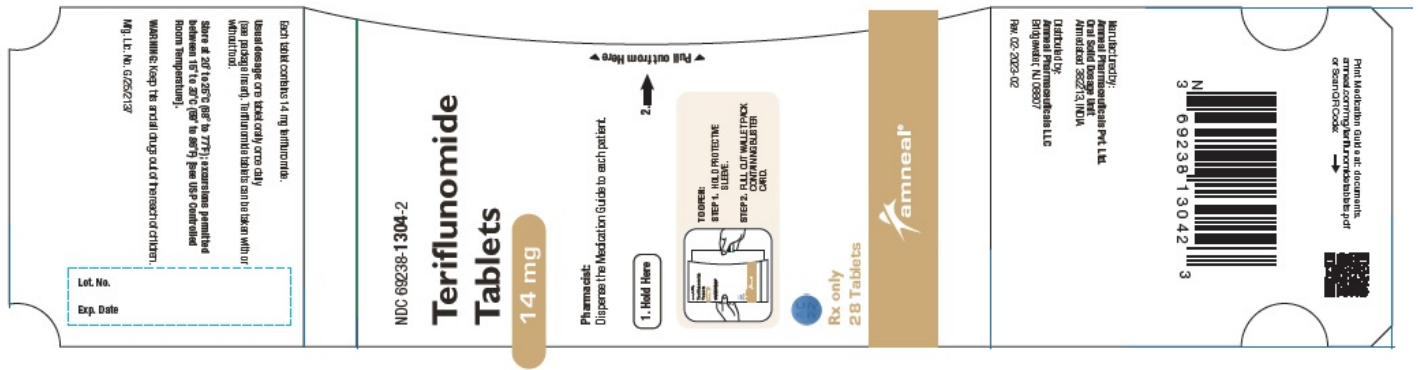 Each tablet contains 14 mg teriflunomide.
Usual dosage: one tablet orally once daily
(see package insert). Teriflunomide tablets can be taken with or
without food.
Store at 20° to 25°C (68° to 77°F); excursions permitted
between 15° to 30°C (59° to 86°F) [see USP Controlled
Room Temperature].
WARNING: Keep this and all drugs out of the reach of children.
Mfg. Lic. No. G/25/2137
Lot. No.
Exp. Date
NDC 69238-1304-2
Teriflunomide
Tablets
14 mg
Pharmacist:
Dispense the Medication Guide to each patient.
Pull out from Here
1. Hold Here
2.
TO OPEN:
STEP 1. HOLD PROTECTIVE
SLEEVE.
STEP 2. PULL OUT WALLET PACK
CONTAINING BLISTER
CARD.
Rx only
28 Tablets
amneal®
Manufactured by:
Amneal Pharmaceuticals Pvt. Ltd.
Oral Solid Dosage Unit
Ahmedabad 382213, INDIA
Distributed by:
Amneal Pharmaceuticals LLC
Bridgewater, NJ 08807
Rev. 02-2023-02
Print Medication Guide at: documents.
amneal.com/mg/teriflunomidetablets.pdf
or Scan QR Code:
N
3 69238 13042 3